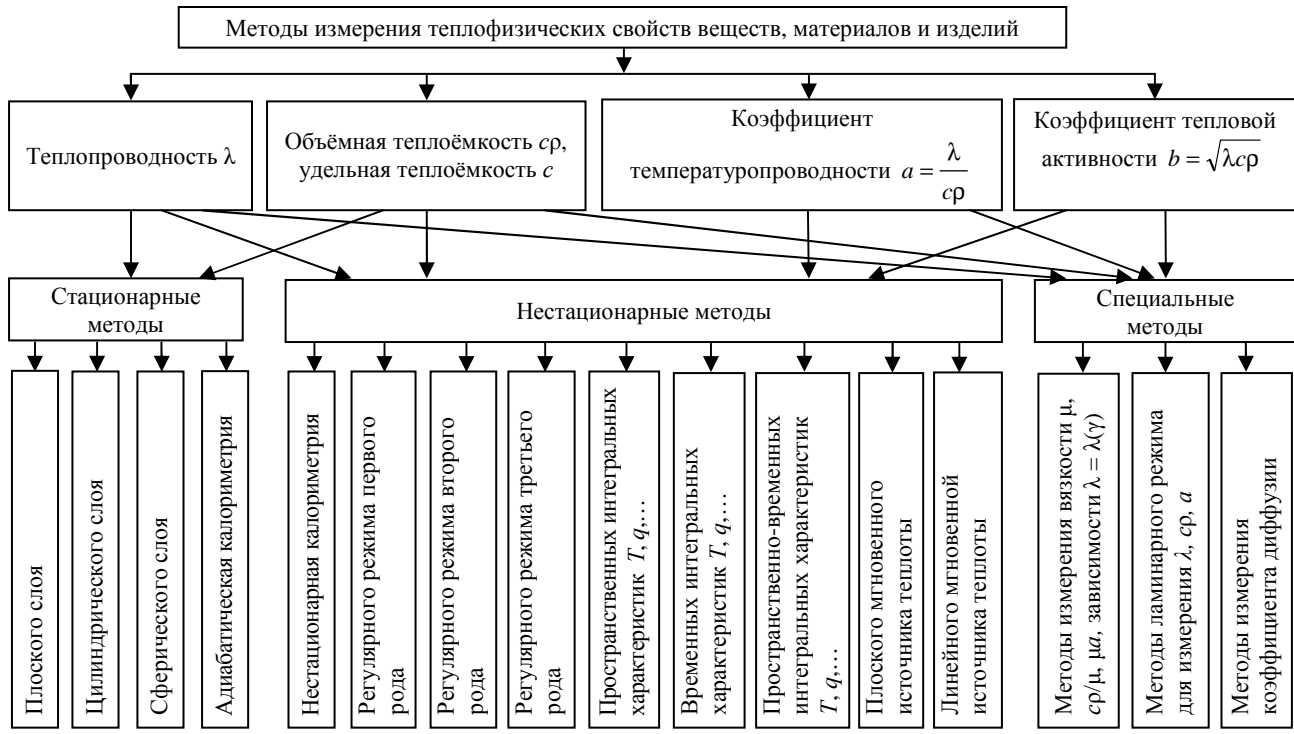 Методы измерения теплофизических свойств веществ, материалов и изделий
Теплопроводность λ
Объёмная теплоёмкость cρ,
удельная теплоёмкость c
Коэффициент
температуропроводности a = λ/cρ
Коэффициент тепловой
активности b = √λcρ
Стационарные
методы
Нестационарные методы
Специальные
методы
Плоского слоя
Цилиндрического слоя
Сферического слоя
Адиабатическая калориметрия
Нестационарная калориметрия
Регулярного режима первого
рода
Регулярного режима второго
рода
Регулярного режима третьего
рода
Пространственных интегральных
характеристик T, q,…
Временных интегральных
характеристик T, q,…
Пространственно-временных
интегральных характеристик
T, q,…
Плоского мгновенного
источника теплоты
Линейного мгновенной
источника теплоты
Методы измерения вязкости μ,
cρ/μ, μa, зависимости λ = λ(γ)
Методы ламинарного режима
для измерения λ, cρ, a
Методы измерения
коэффициента диффузии